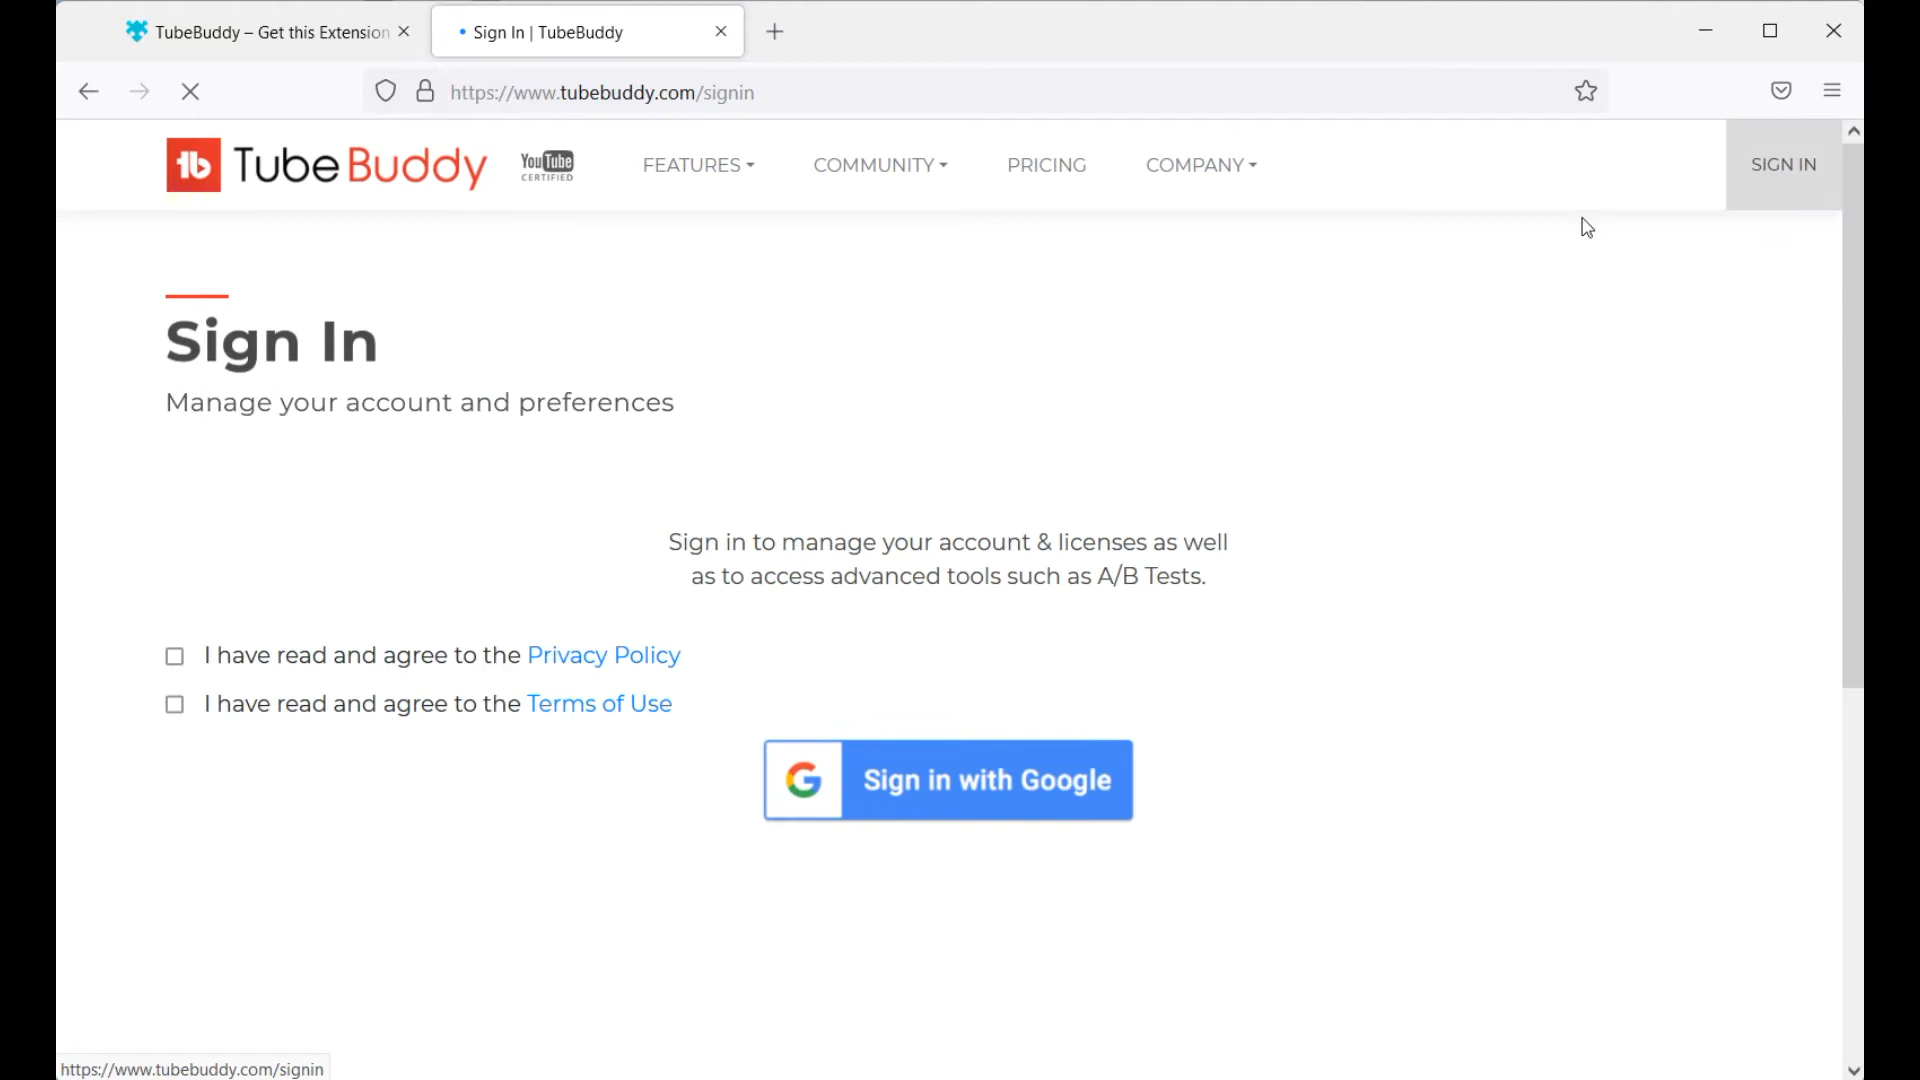 TubeBuddy – Get this Extension
Sign In | TubeBuddy
https://www.tubebuddy.com/signin
tb TubeBuddy
YouTube
CERTIFIED
FEATURES
COMMUNITY
PRICING
COMPANY
SIGN IN
Sign In
Manage your account and preferences
Sign in to manage your account & licenses as well
as to access advanced tools such as A/B Tests.
I have read and agree to the Privacy Policy
I have read and agree to the Terms of Use
G Sign in with Google
https://www.tubebuddy.com/signin